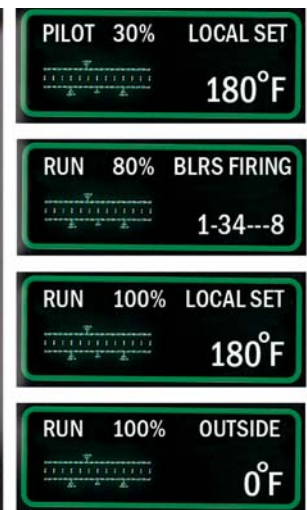 PILOT 30% LOCAL SET
180°F
RUN 80% BLRS FIRING
1-34---8
RUN 100% LOCAL SET
180°F
RUN 100% OUTSIDE
0°F